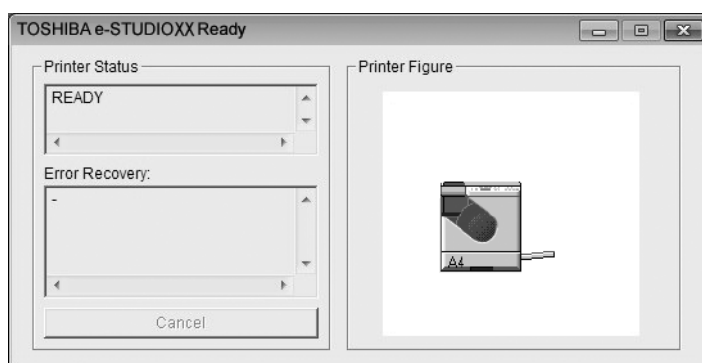 TOSHIBA e-STUDIOXX Ready
Printer Status
READY
Error Recovery:
-
Cancel
Printer Figure
A4